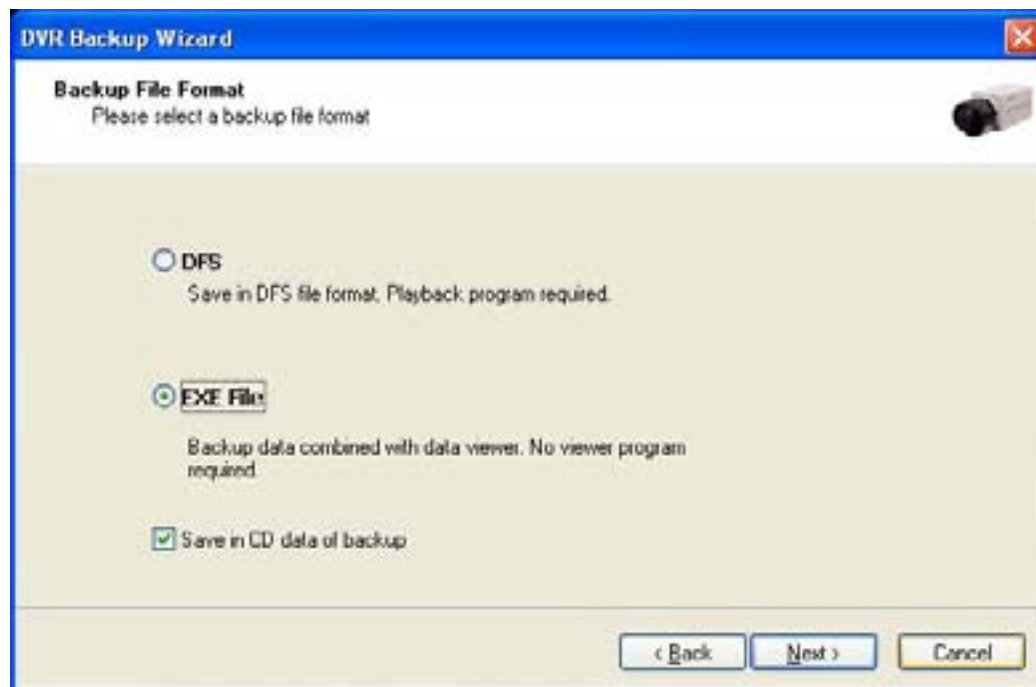 DVR Backup Wizard
Backup File Format
Please select a backup file format
DFS
Save in DFS file format, Playback program required.
EXE File
Backup data combined with data viewer. No viewer program
required.
Save in CD data of backup
< Back
Next >
Cancel